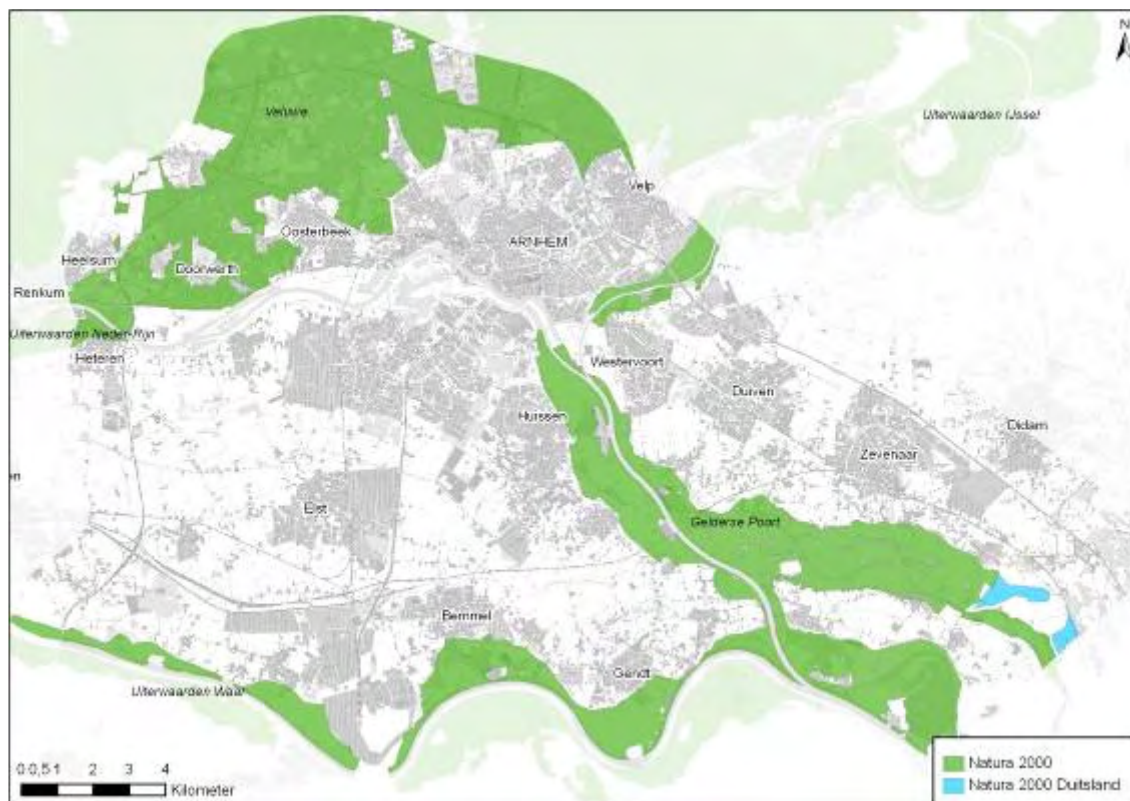 N
Veluwe
Uiterwaarden IJssel
Velp
Oosterbeek
ARNHEM
Heelsum
Doorwerth
Renkum
Uiterwaarden Neder-Rijn
Heteren
Westervoort
Duiven
Huissen
Didam
Zevenaar
en
Elst
Gelderse Poort
Bemmel
Gendt
Uiterwaarden Waal
0 0,5 1 2 3 4
Kilometer
Natura 2000
Natura 2000 Duitsland